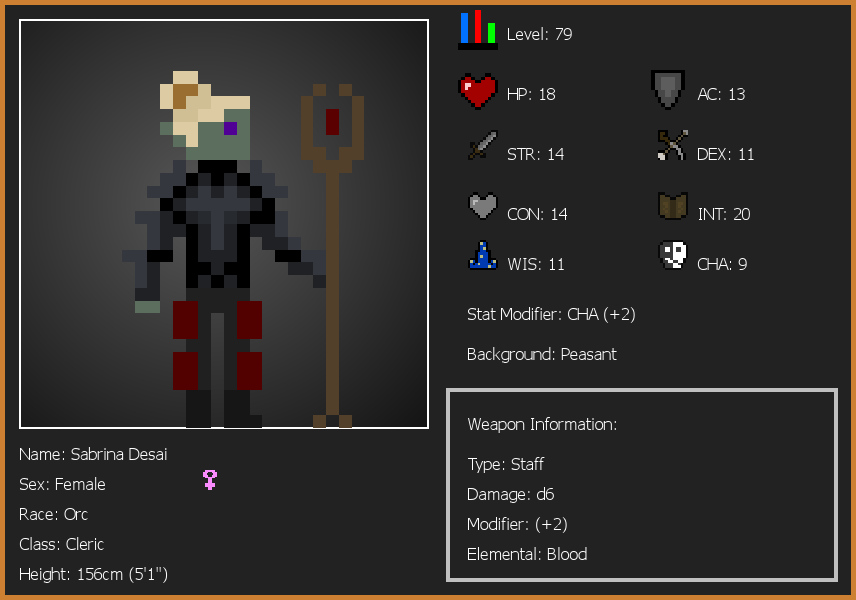 Level: 79
HP: 18
AC: 13
STR: 14
DEX: 11
CON: 14
INT: 20
WIS: 11
CHA: 9
Stat Modifier: CHA (+2)
Background: Peasant
Weapon Information:
Type: Staff
Damage: d6
Modifier: (+2)
Elemental: Blood
Name: Sabrina Desai
Sex: Female
Race: Orc
Class: Cleric
Height: 156cm (5'1")